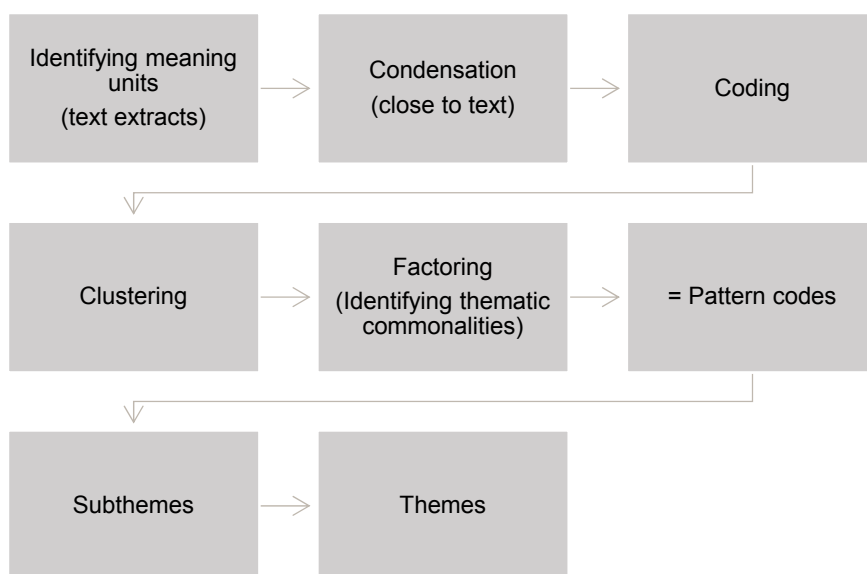 Identifying meaning
units
(text extracts)
Condensation
(close to text)
Coding
Clustering
Factoring
(Identifying thematic
commonalities)
= Pattern codes
Subthemes
Themes